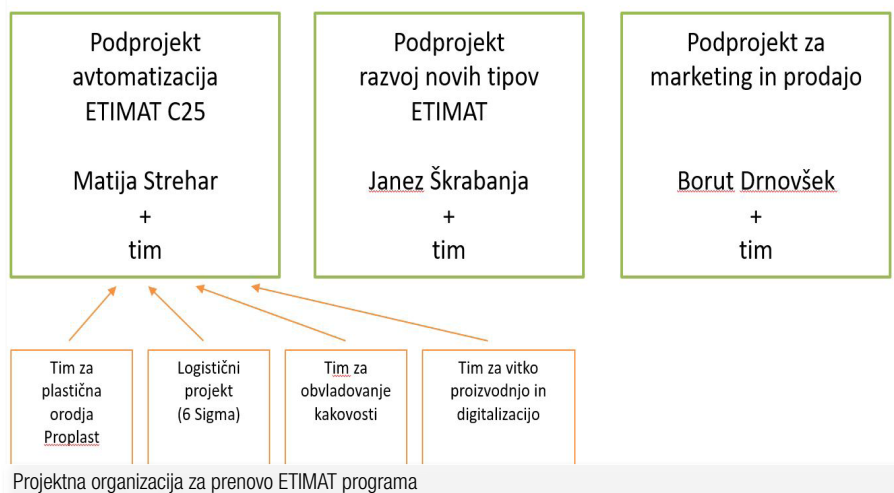 Podprojekt
avtomatizacija
ETIMAT C25
Matija Strehar
+
tim
Podprojekt
razvoj novih tipov
ETIMAT
Janez Škrabanja
+
tim
Podprojekt za
marketing in prodajo
Borut Drnovšek
+
tim
Tim za
plastična
orodja
Proplast
Logistični
projekt
(6 Sigma)
Tim za
obvladovanje
kakovosti
Tim za vitko
proizvodnjo in
digitalizacijo
Projektna organizacija za prenovo ETIMAT programa